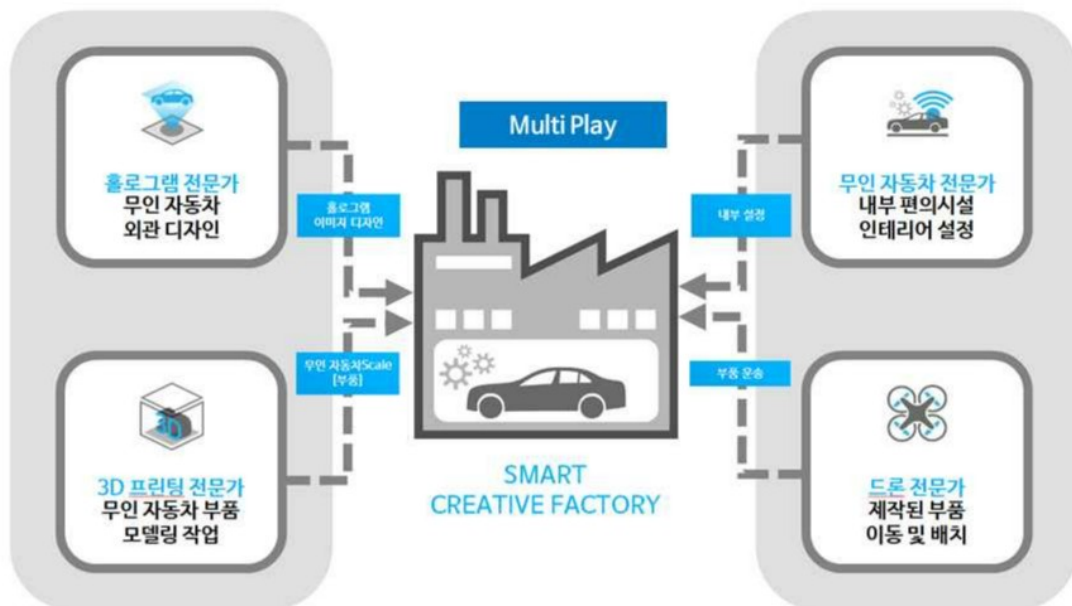 Multi Play
홀로그램 전문가
무인 자동차
외관 디자인
홀로그램
이미지 디자인
내부 설정
무인 자동차 전문가
내부 편의시설
인테리어 설정
무인 자동차Scale
[부품]
부품 운송
3D
3D 프린팅 전문가
무인 자동차 부품
모델링 작업
SMART
CREATIVE FACTORY
드론 전문가
제작된 부품
이동 및 배치